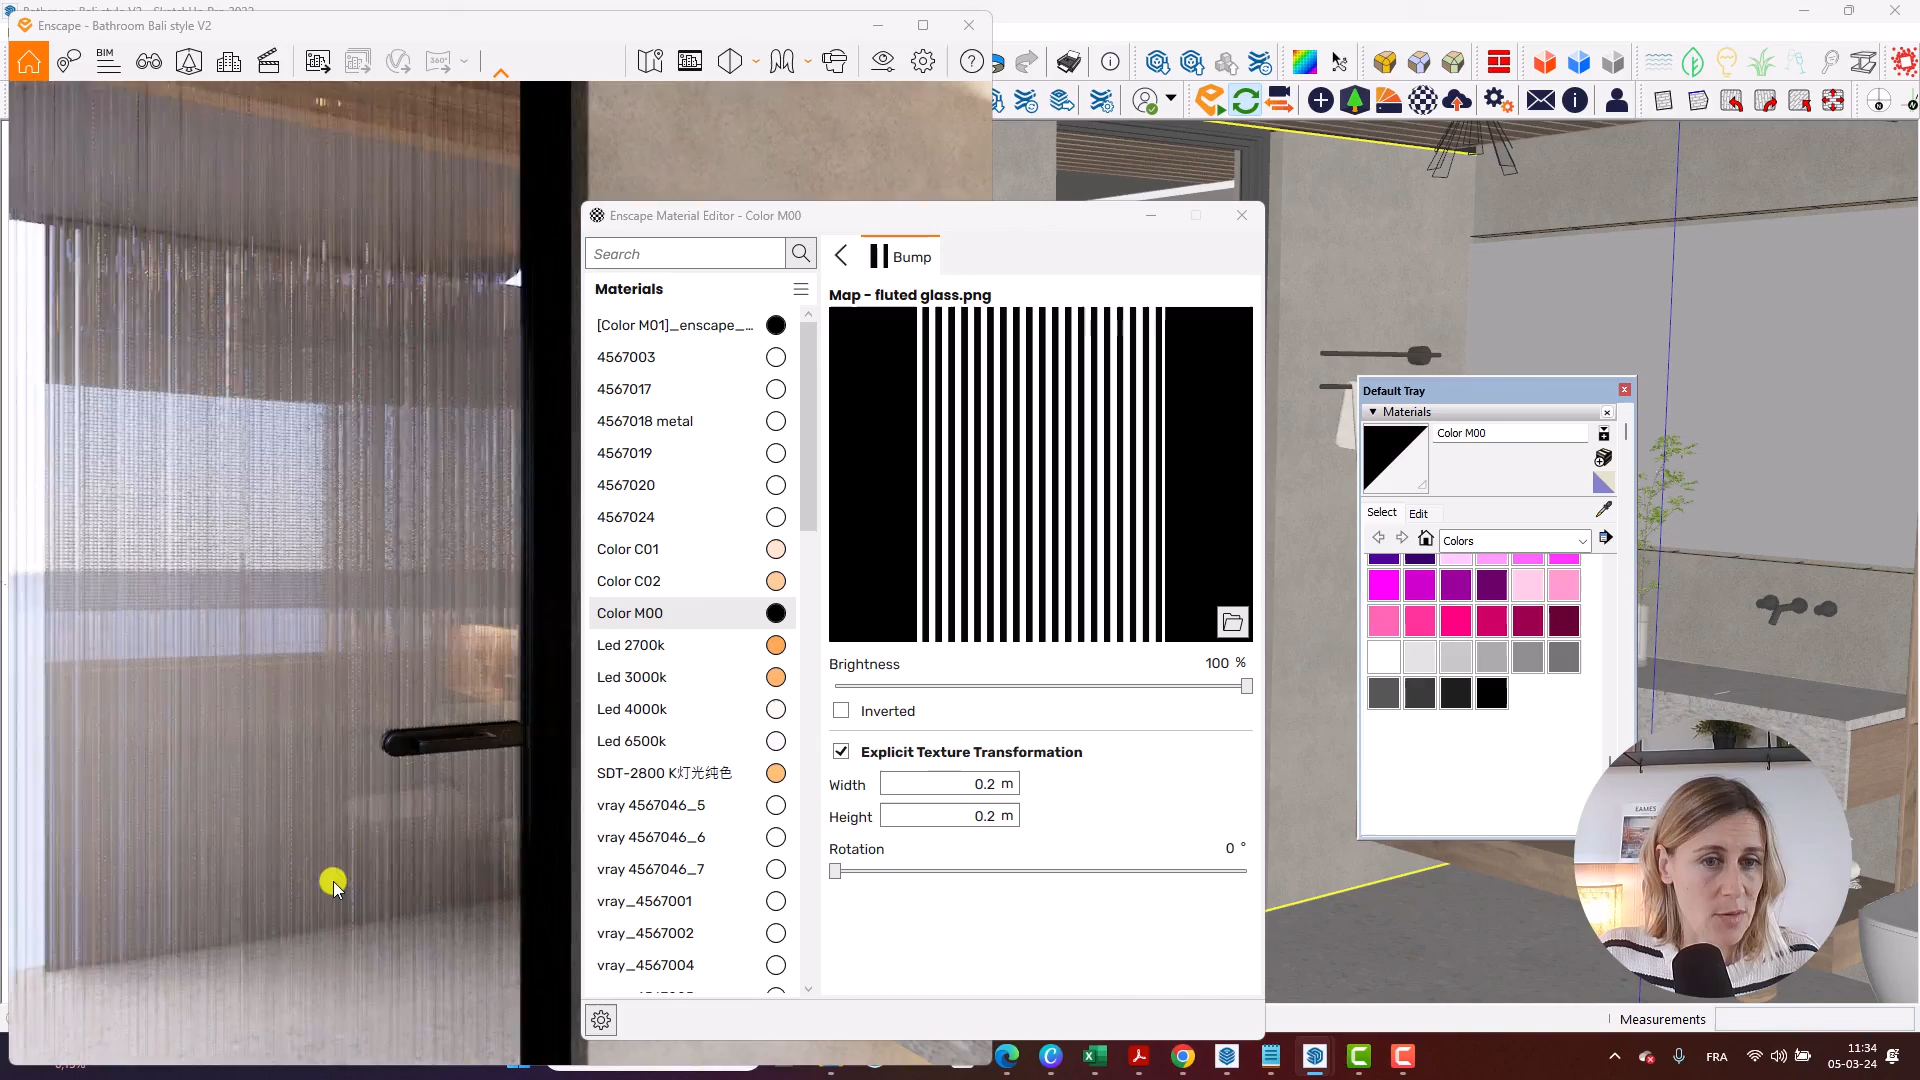 Enscape - Bathroom Bali style V2
BIM
360°
Enscape Material Editor - Color M00
Search
Bump
Materials
Map - fluted glass.png
[Color M01]_enscape_...
4567003
4567017
4567018 metal
4567019
4567020
4567024
Color C01
Color C02
Color M00
Led 2700k
Led 3000k
Led 4000k
Led 6500k
SDT-2800 K灯光纯色
vray 4567046_5
vray 4567046_6
vray 4567046_7
vray_4567001
vray_4567002
vray_4567004
Brightness
100 %
Inverted
Explicit Texture Transformation
Width
0.2 m
Height
0.2 m
Rotation
0 °
Default Tray
Materials
Color M00
Select
Edit
Colors
EAMES
Measurements
FRA
11:34
05-03-24